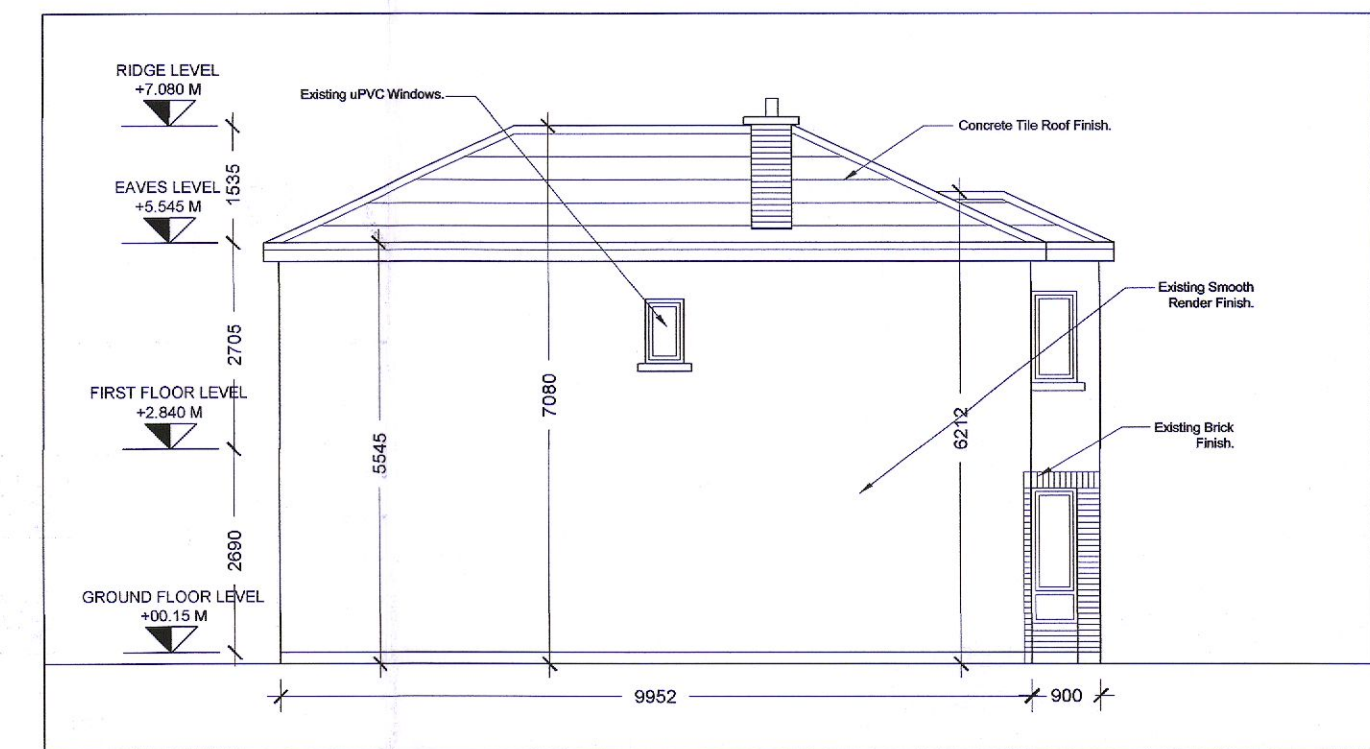 RIDGE LEVEL
+7.080 M
Existing uPVC Windows.
Concrete Tile Roof Finish.
1535
EAVES LEVEL
+5.545 M
Existing Smooth
Render Finish.
2705
7080
FIRST FLOOR LEVEL
+2.840 M
5545
6212
Existing Brick
Finish.
2690
GROUND FLOOR LEVEL
+00.15 M
9952
900